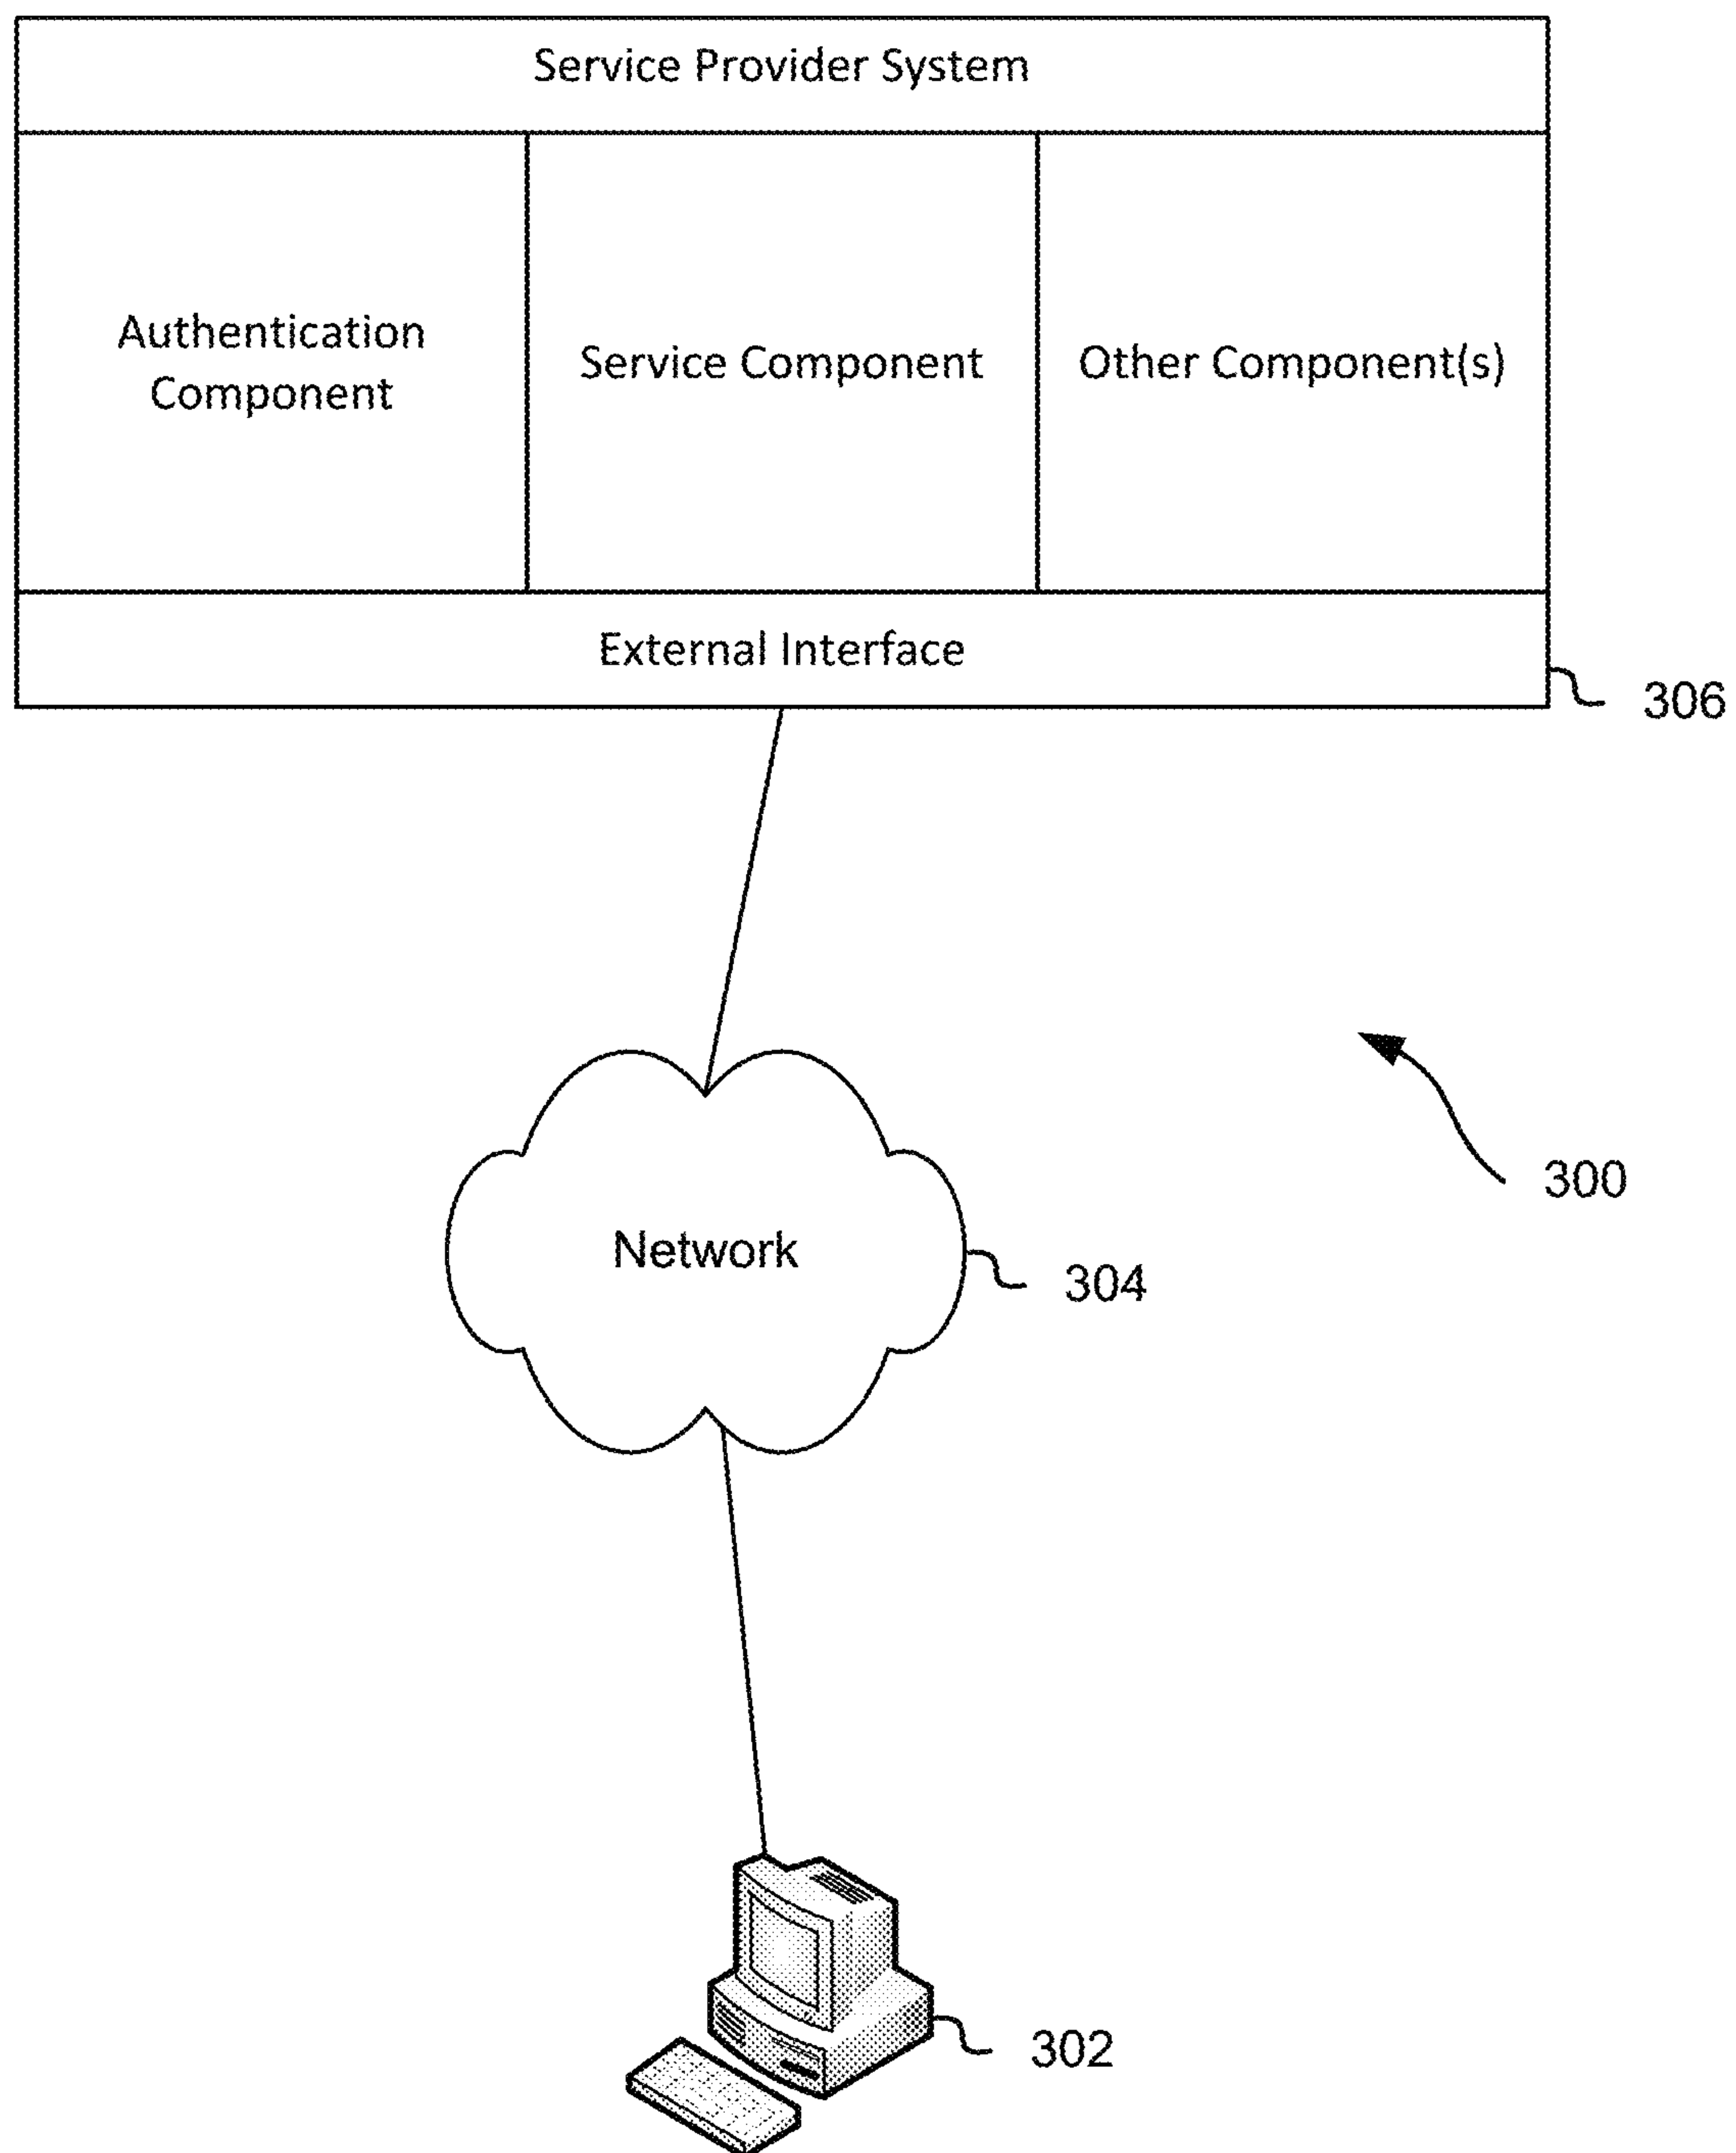 Service Provider System
Authentication
Component
Service Component
Other Component(s)
External Interface
306
300
Network
304
302